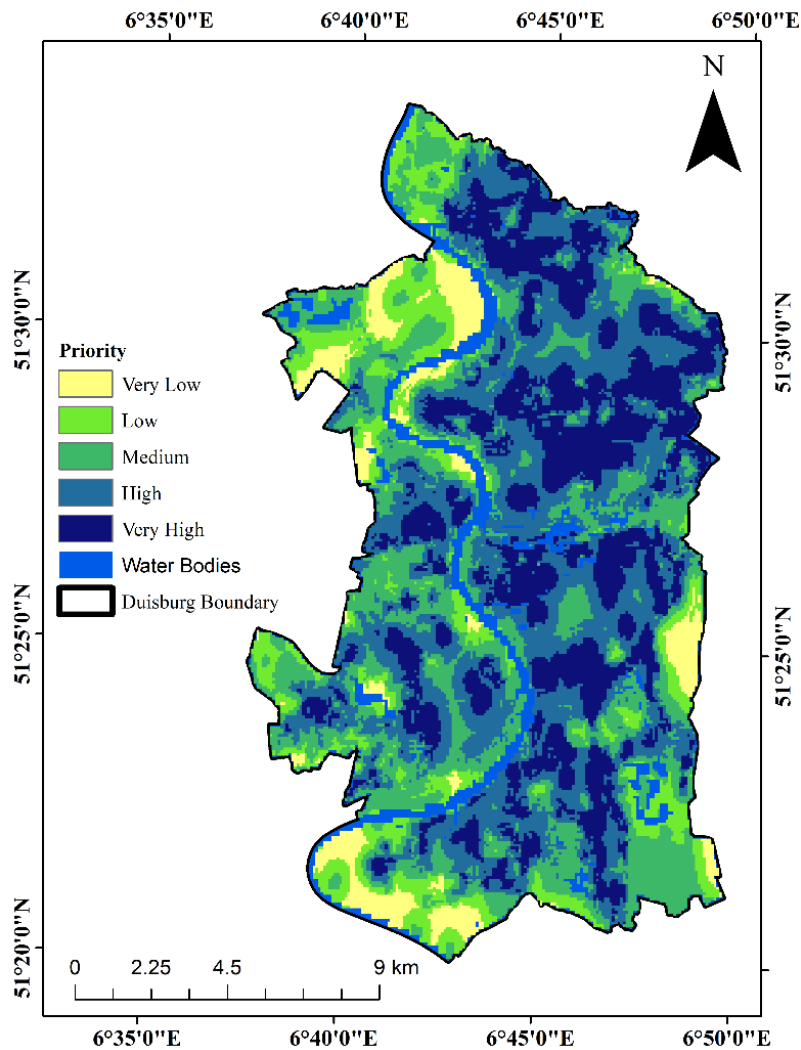 6°35'0"E 6°40'0"E 6°45'0"E 6°50'0"E
N
51°30'0"N
51°30'0"N
Priority
Very Low
Low
Medium
High
Very High
Water Bodies
Duisburg Boundary
51°25'0"N
51°25'0"N
51°20'0"N
0 2.25 4.5 9 km
6°35'0"E 6°40'0"E 6°45'0"E 6°50'0"E